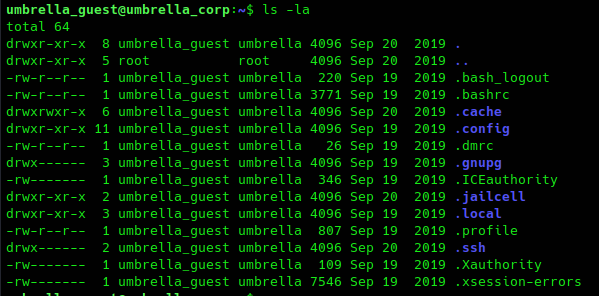 umbrella_guest@umbrella_corp:~$ ls -la
total 64
drwxr-xr-x  8 umbrella_guest umbrella 4096 Sep 20  2019 .
drwxr-xr-x  5 root           root     4096 Sep 20  2019 ..
-rw-r--r--  1 umbrella_guest umbrella  220 Sep 19  2019 .bash_logout
-rw-r--r--  1 umbrella_guest umbrella 3771 Sep 19  2019 .bashrc
drwxrwxr-x  6 umbrella_guest umbrella 4096 Sep 20  2019 .cache
drwxr-xr-x 11 umbrella_guest umbrella 4096 Sep 19  2019 .config
-rw-r--r--  1 umbrella_guest umbrella   26 Sep 19  2019 .dmrc
drwx------  3 umbrella_guest umbrella 4096 Sep 19  2019 .gnupg
-rw-------  1 umbrella_guest umbrella  346 Sep 19  2019 .ICEauthority
drwxr-xr-x  2 umbrella_guest umbrella 4096 Sep 20  2019 .jailcell
drwxr-xr-x  3 umbrella_guest umbrella 4096 Sep 19  2019 .local
-rw-r--r--  1 umbrella_guest umbrella  807 Sep 19  2019 .profile
drwx------  2 umbrella_guest umbrella 4096 Sep 20  2019 .ssh
-rw-------  1 umbrella_guest umbrella  109 Sep 19  2019 .Xauthority
-rw-------  1 umbrella_guest umbrella 7546 Sep 19  2019 .xsession-errors